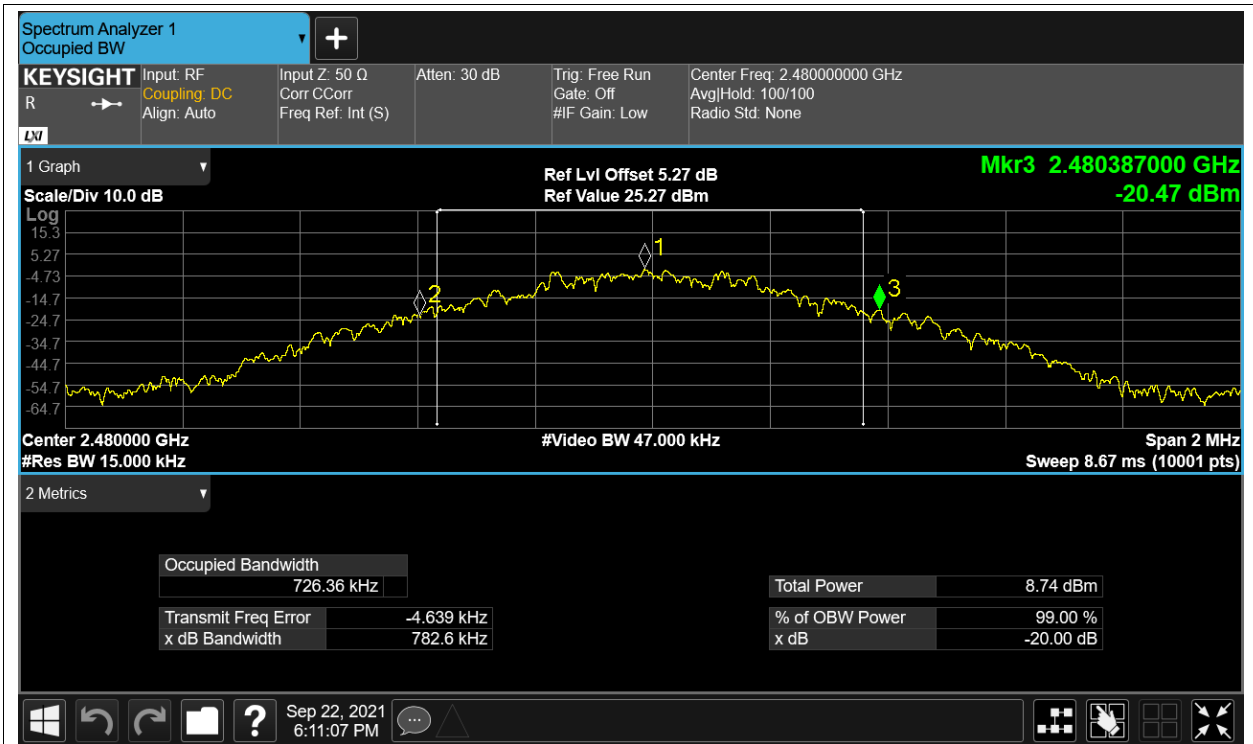 Spectrum Analyzer 1
Occupied BW
KEYSIGHT
R
LXI
Input: RF
Coupling: DC
Align: Auto
Input Z: 50 Ω
Corr CCorr
Freq Ref: Int (S)
Atten: 30 dB
Trig: Free Run
Gate: Off
#IF Gain: Low
Center Freq: 2.480000000 GHz
Avg|Hold: 100/100
Radio Std: None
1 Graph
Scale/Div 10.0 dB
Ref Lvl Offset 5.27 dB
Ref Value 25.27 dBm
Mkr3 2.480387000 GHz
-20.47 dBm
Log
15.3
5.27
-4.73
-14.7
-24.7
-34.7
-44.7
-54.7
-64.7
1
2
3
Center 2.480000 GHz
#Res BW 15.000 kHz
#Video BW 47.000 kHz
Span 2 MHz
Sweep 8.67 ms (10001 pts)
2 Metrics
Occupied Bandwidth
726.36 kHz
Transmit Freq Error -4.639 kHz
x dB Bandwidth 782.6 kHz
Total Power 8.74 dBm
% of OBW Power 99.00 %
x dB -20.00 dB
?
Sep 22, 2021
6:11:07 PM